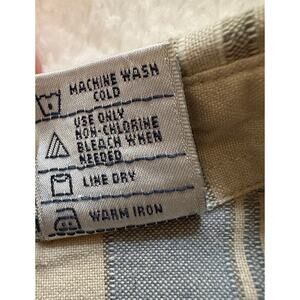 MACHINE WASH
COLD
USE ONLY
NON-CHLORINE
BLEACH WHEN
NEEDED
LINE DRY
WARM IRON